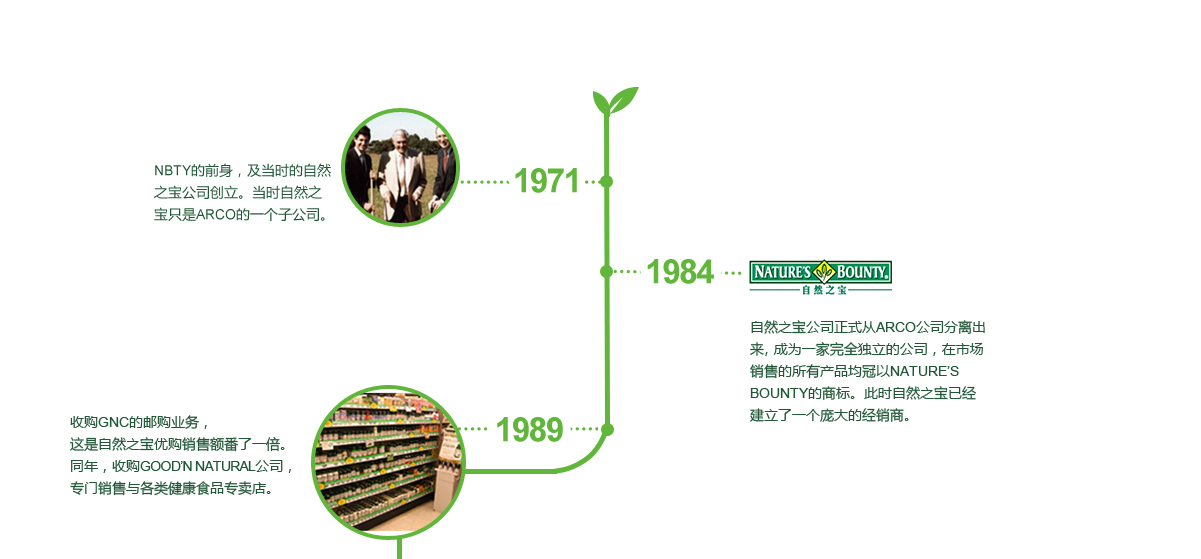 NBTY的前身，及当时的自然
之宝公司创立。当时自然之
宝只是ARCO的一个子公司。
1971
1984
NATURE'S BOUNTY®
自然之宝
自然之宝公司正式从ARCO公司分离出
来, 成为一家完全独立的公司，在市场
销售的所有产品均冠以NATURE'S
BOUNTY的商标。此时自然之宝已经
建立了一个庞大的经销商。
收购GNC的邮购业务，
这是自然之宝优购销售额番了一倍。
同年，收购GOOD'N NATURAL公司，
专门销售与各类健康食品专卖店。
1989